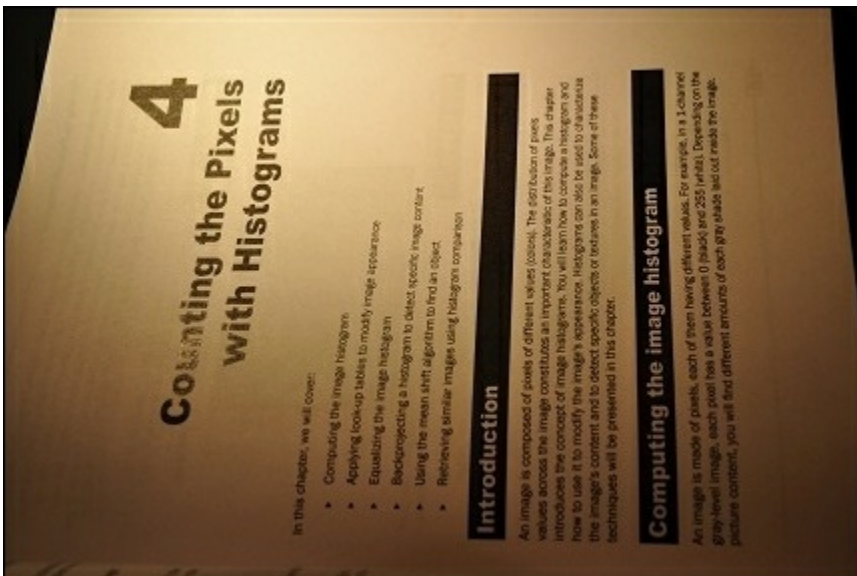 4
Counting the Pixels
with Histograms
In this chapter, we will cover:
▸ Computing the image histogram
▸ Applying look-up tables to modify image appearance
▸ Equalizing the image histogram
▸ Backprojecting a histogram to detect specific image content
▸ Using the mean shift algorithm to find an object
▸ Retrieving similar images using histogram comparison
Introduction
An image is composed of pixels of different values (colors). The distribution of pixels
values across the image constitutes an important characteristic of this image. This chapter
introduces the concept of image histograms. You will learn how to compute a histogram and
how to use it to modify the image's appearance. Histograms can also be used to characterize
the image's content and to detect specific objects or textures in an image. Some of these
techniques will be presented in this chapter.
Computing the image histogram
An image is made of pixels, each of them having different values. For example, in a 1-channel
gray-level image, each pixel has a value between 0 (black) and 255 (white). Depending on the
picture content, you will find different amounts of each gray shade laid out inside the image.